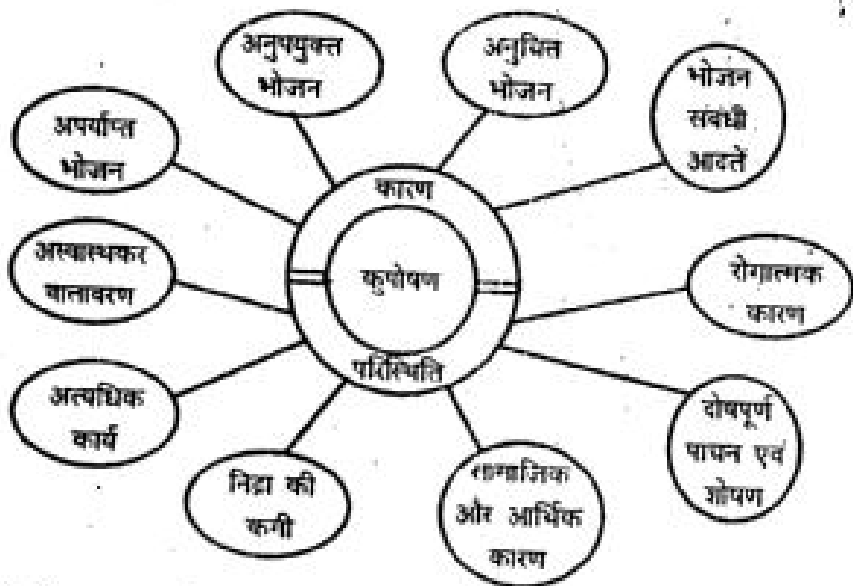 अनुपयुक्त
भोजन
अनुचित
भोजन
भोजन
संबंधी
आदतें
अपर्याप्त
भोजन
कारण
अस्वास्थकर
वातावरण
कुपोषण
रोगात्मक
कारण
परिस्थिति
अत्यधिक
कार्य
निद्रा की
कमी
सामाजिक
और आर्थिक
कारण
दोषपूर्ण
पाचन एवं
शोषण